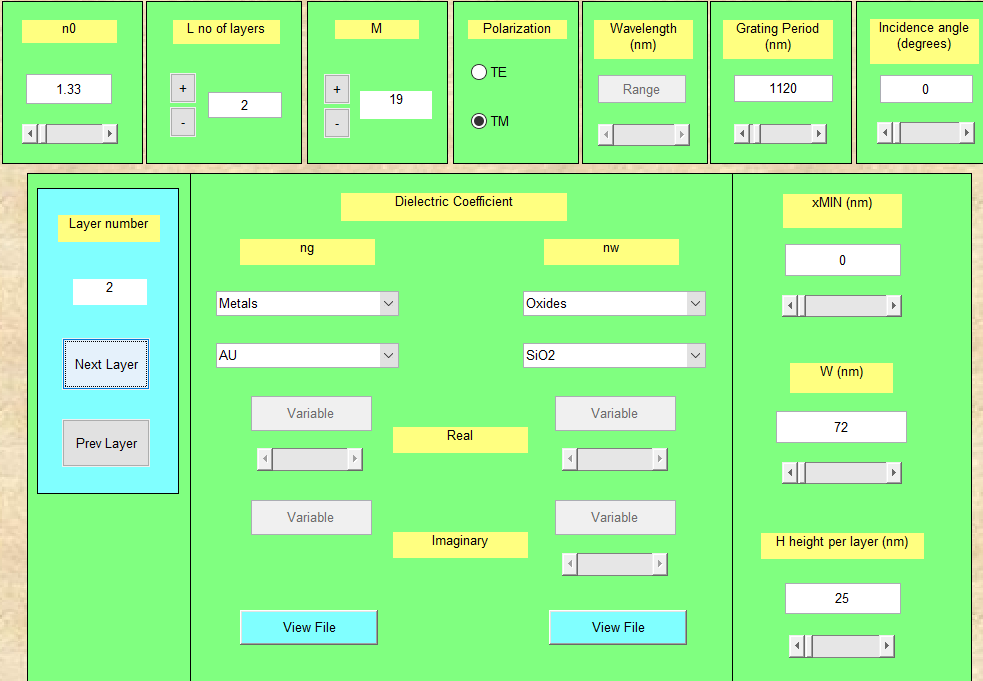 n0
1.33
L no of layers
+
-
2
M
+
-
19
Polarization
TE
TM
Wavelength
(nm)
Range
Grating Period
(nm)
1120
Incidence angle
(degrees)
0
Layer number
2
Next Layer
Prev Layer
Dielectric Coefficient
ng
nw
Metals
Oxides
AU
SiO2
Variable
Variable
Real
Variable
Variable
Imaginary
View File
View File
xMIN (nm)
0
W (nm)
72
H height per layer (nm)
25